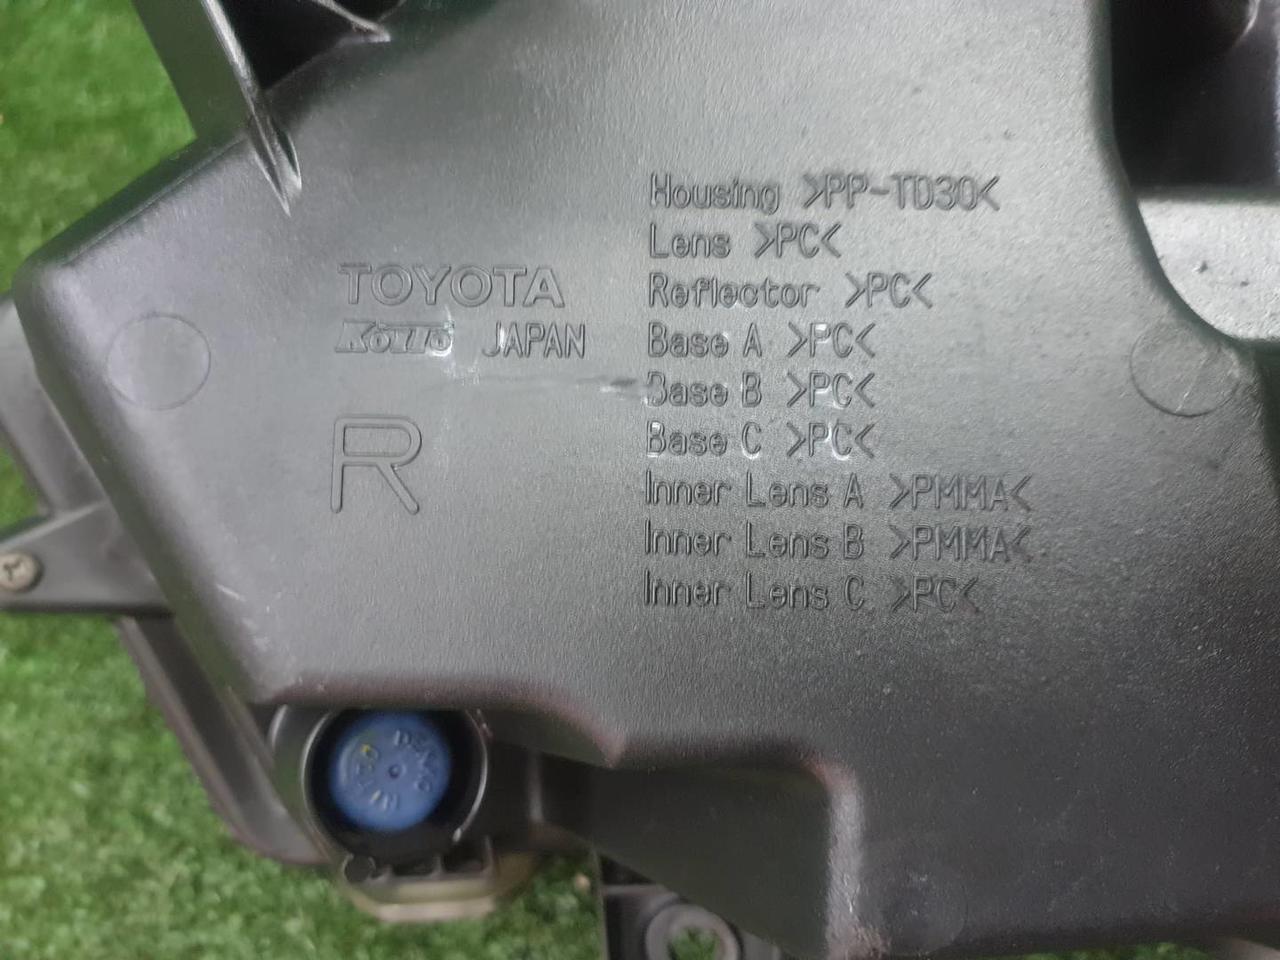 TOYOTA
KOITO JAPAN
R
Housing >PP-TD30<
Lens >PC<
Reflector >PC<
Base A >PC<
Base B >PC<
Base C >PC<
Inner Lens A >PMMA<
Inner Lens B >PMMA<
Inner Lens C >PC<
DENSO